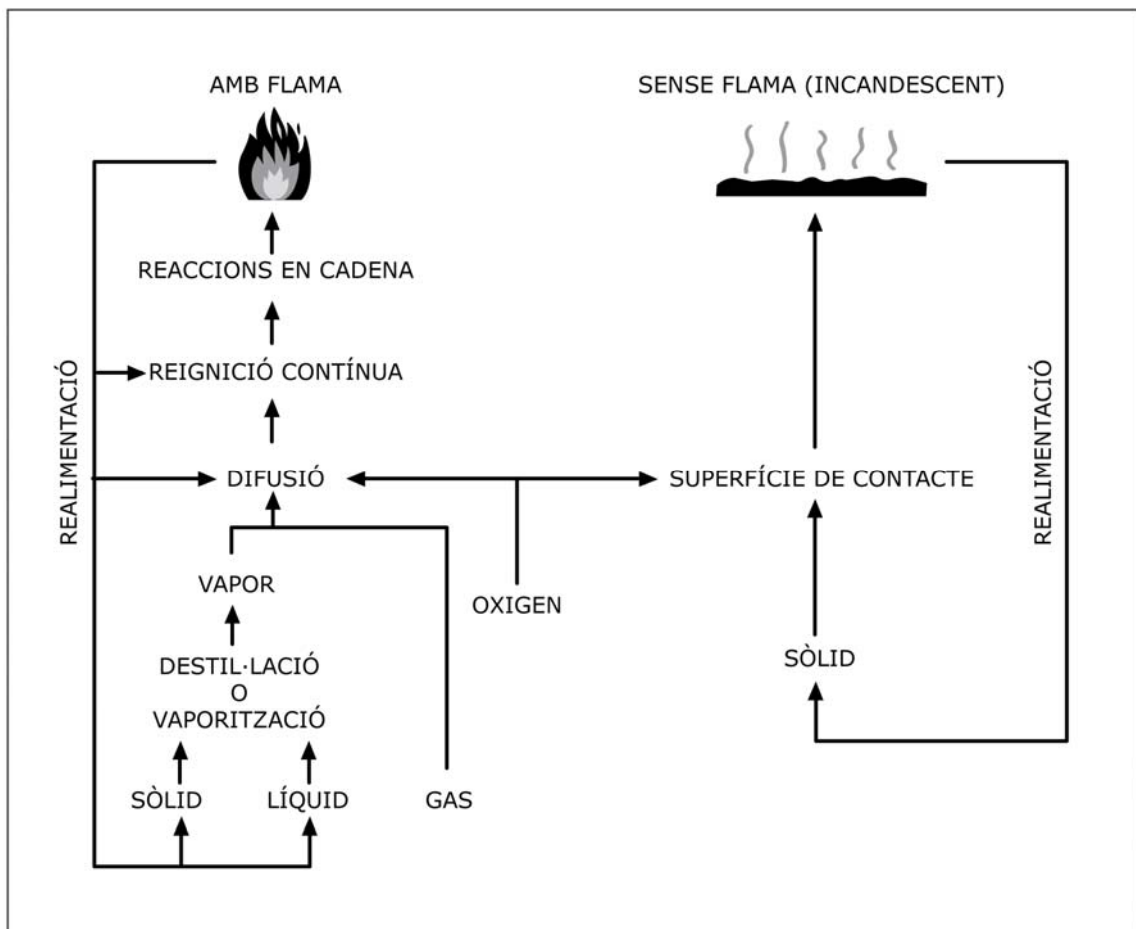 AMB FLAMA
SENSE FLAMA (INCANDESCENT)
REACCIONS EN CADENA
REIGNICIÓ CONTÍNUA
REALIMENTACIÓ
REALIMENTACIÓ
DIFUSIÓ
SUPERFÍCIE DE CONTACTE
VAPOR
OXIGEN
DESTIL·LACIÓ
O
VAPORITZACIÓ
SÒLID
SÒLID
LÍQUID
GAS